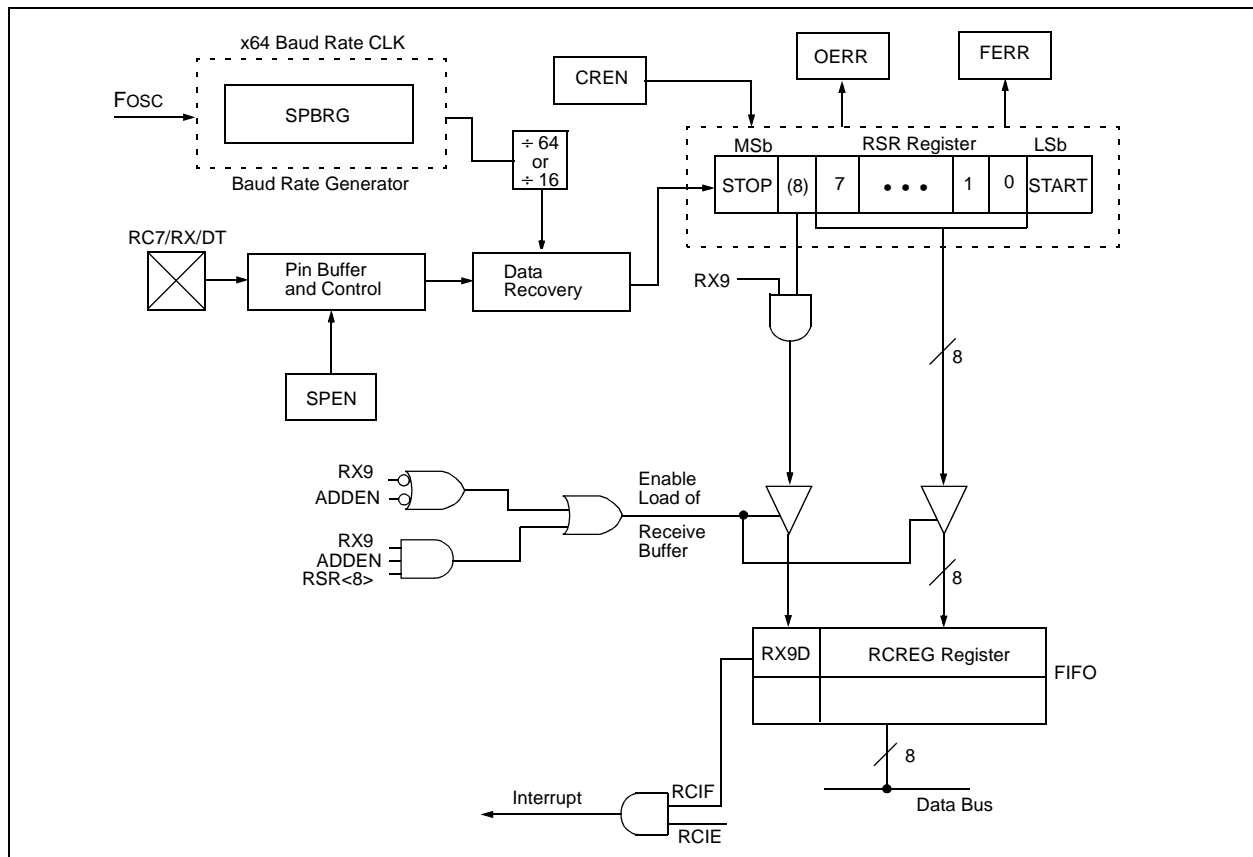 x64 Baud Rate CLK
FOSC
SPBRG
Baud Rate Generator
÷ 64
or
÷ 16
CREN
OERR
FERR
MSb
RSR Register
LSb
STOP
(8)
7
• • •
1
0
START
RC7/RX/DT
Pin Buffer
and Control
Data
Recovery
SPEN
RX9
8
RX9
ADDEN
RX9
ADDEN
RSR<8>
Enable
Load of
Receive
Buffer
8
RX9D
RCREG Register
FIFO
8
Data Bus
Interrupt
RCIF
RCIE